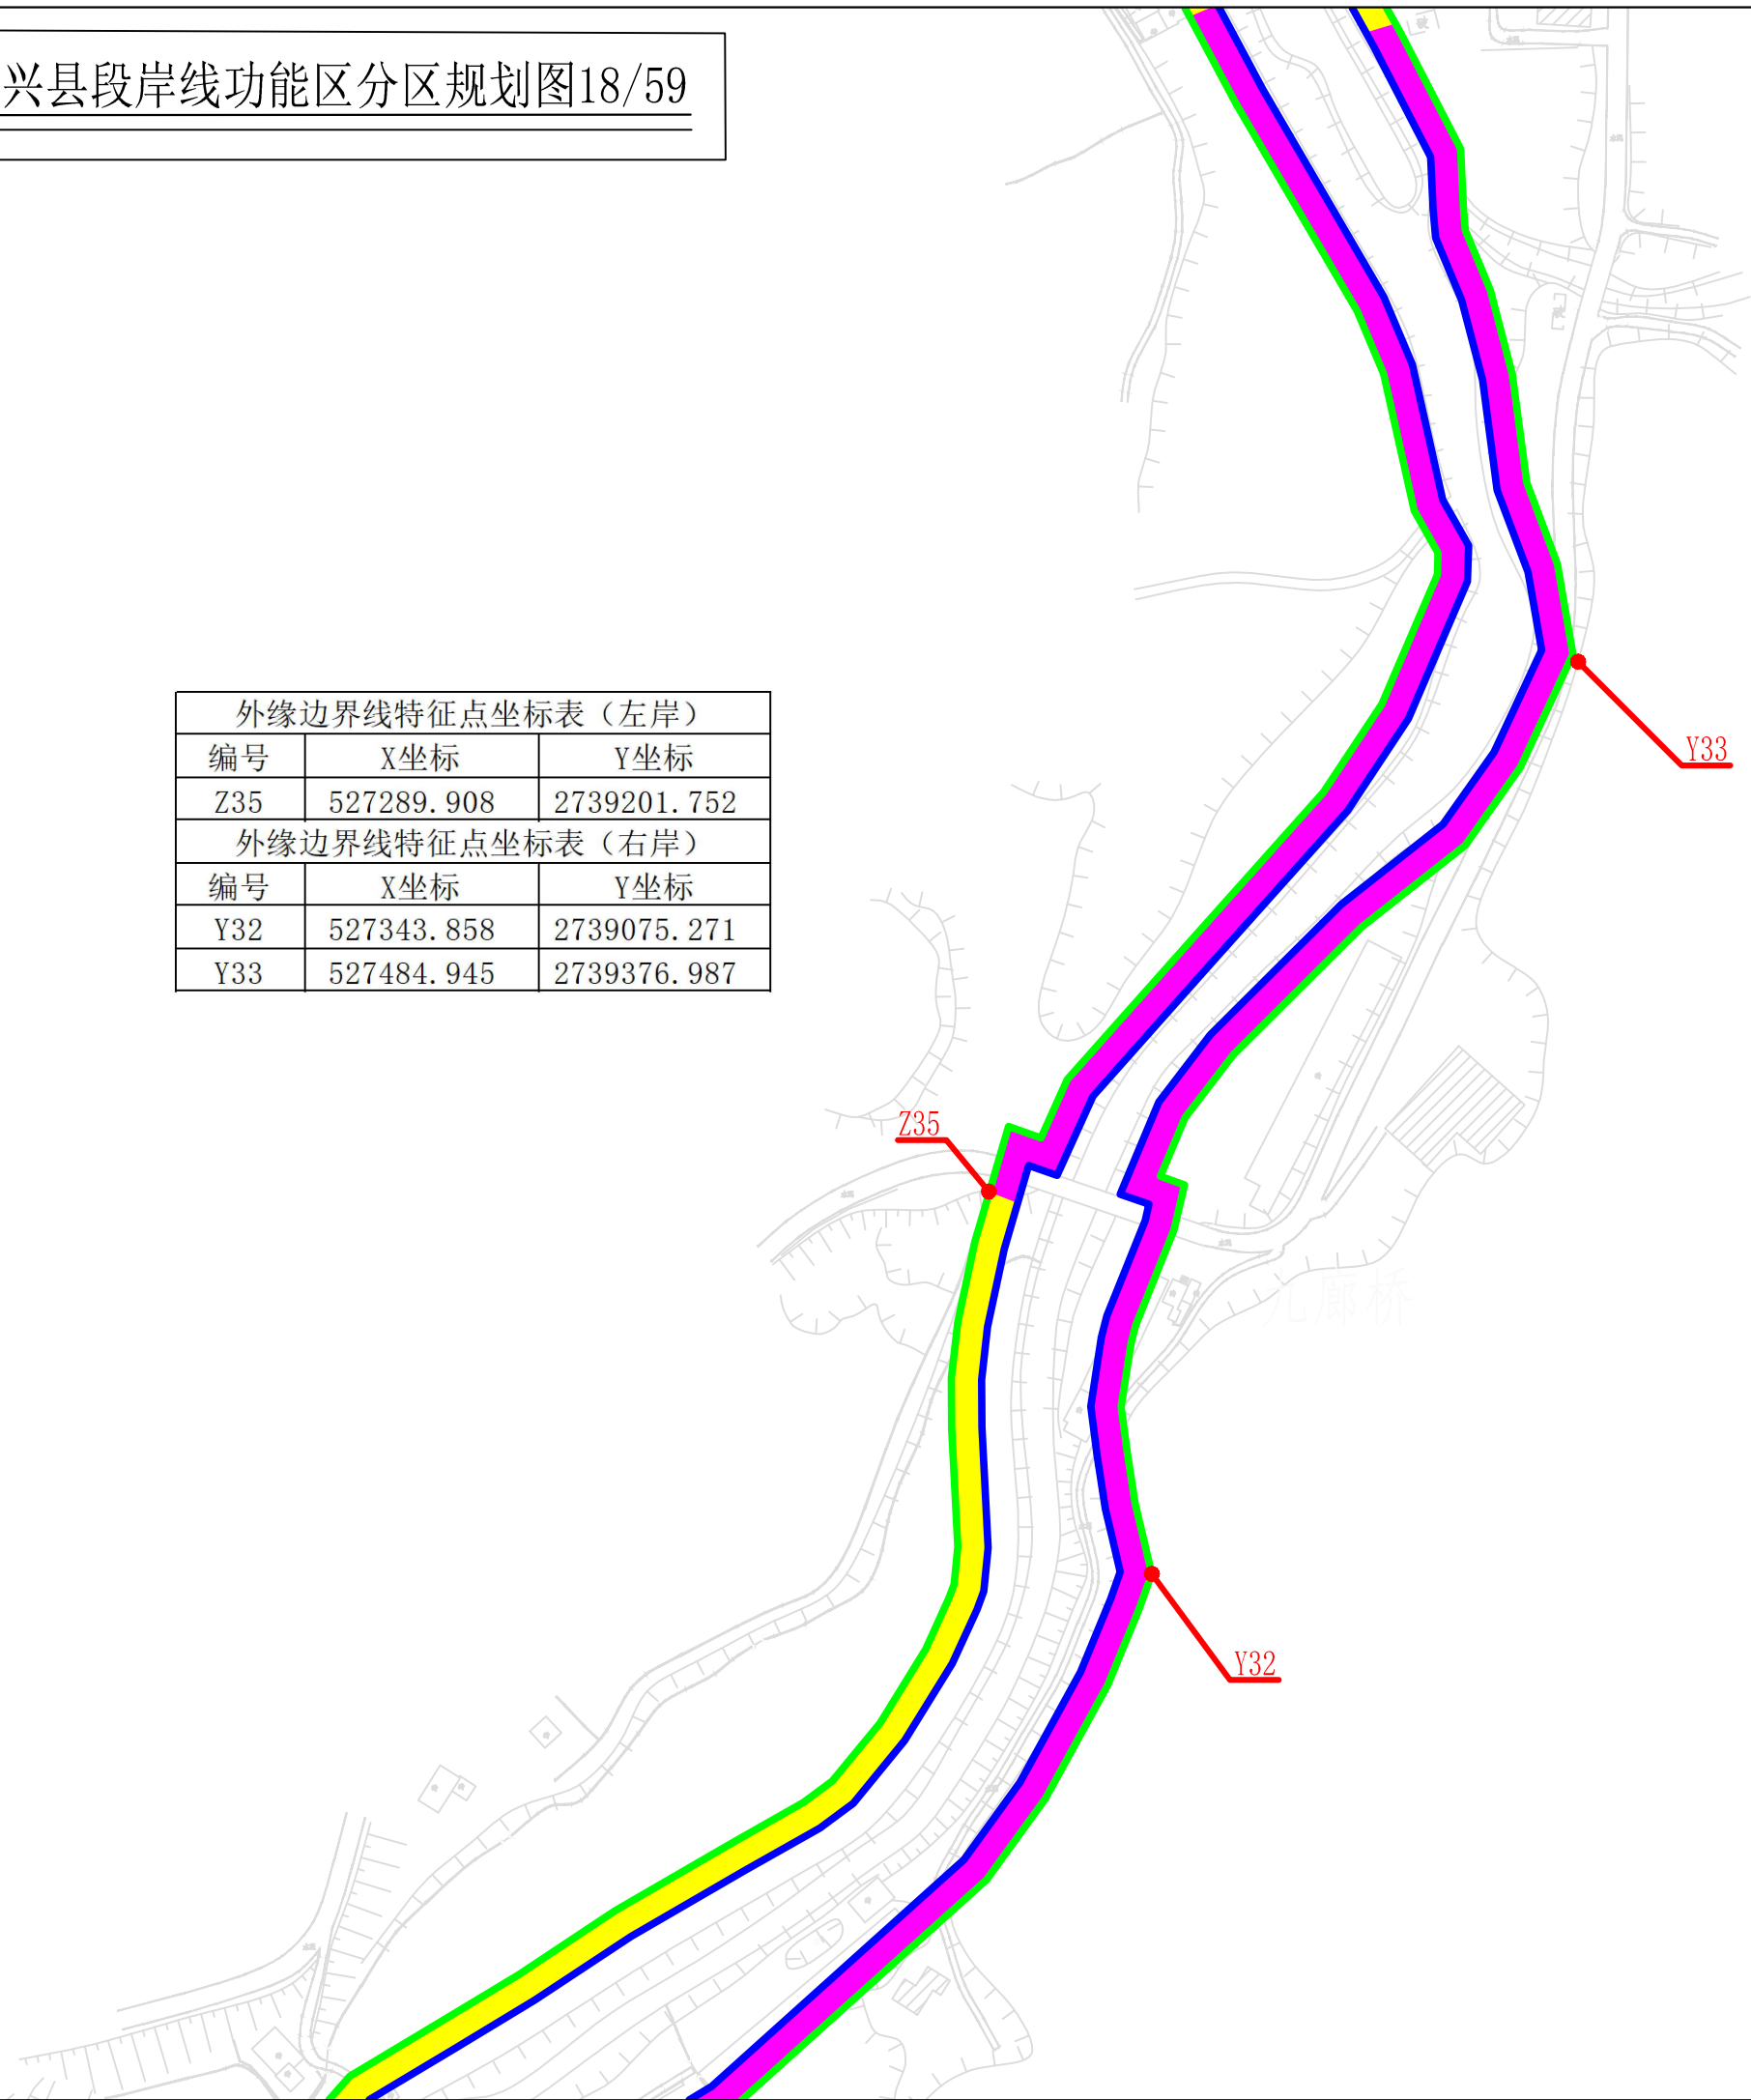 兴县段岸线功能区分区规划图18/59
外缘边界线特征点坐标表（左岸）
编号 X坐标 Y坐标
Z35 527289.908 2739201.752
外缘边界线特征点坐标表（右岸）
编号 X坐标 Y坐标
Y32 527343.858 2739075.271
Y33 527484.945 2739376.987
Y33
Z35
廊桥
Y32